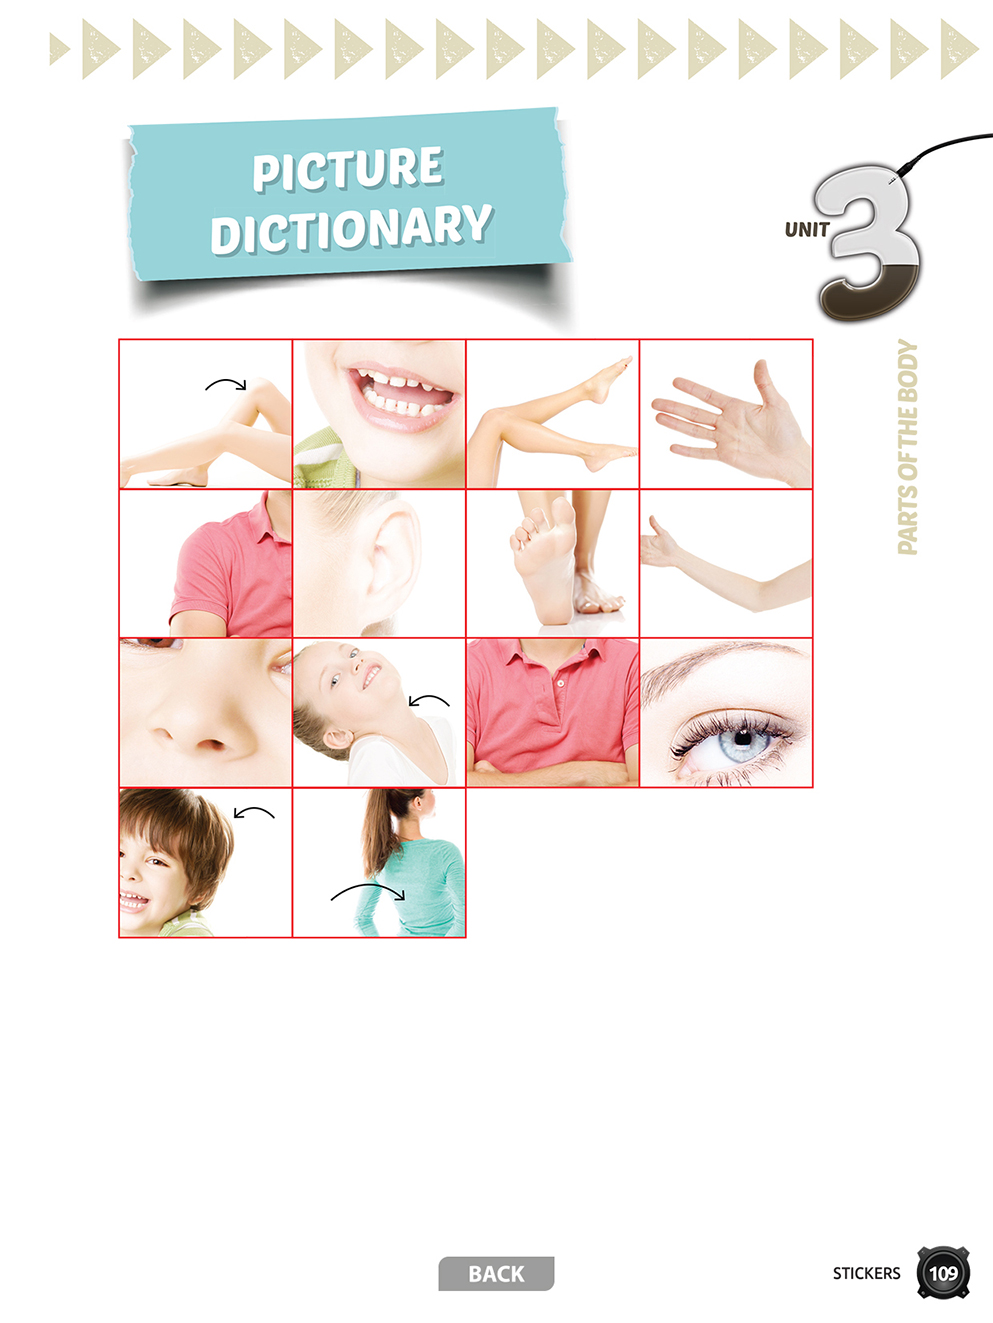 PICTURE
DICTIONARY
UNIT 3
PARTS OF THE BODY
BACK
STICKERS 109